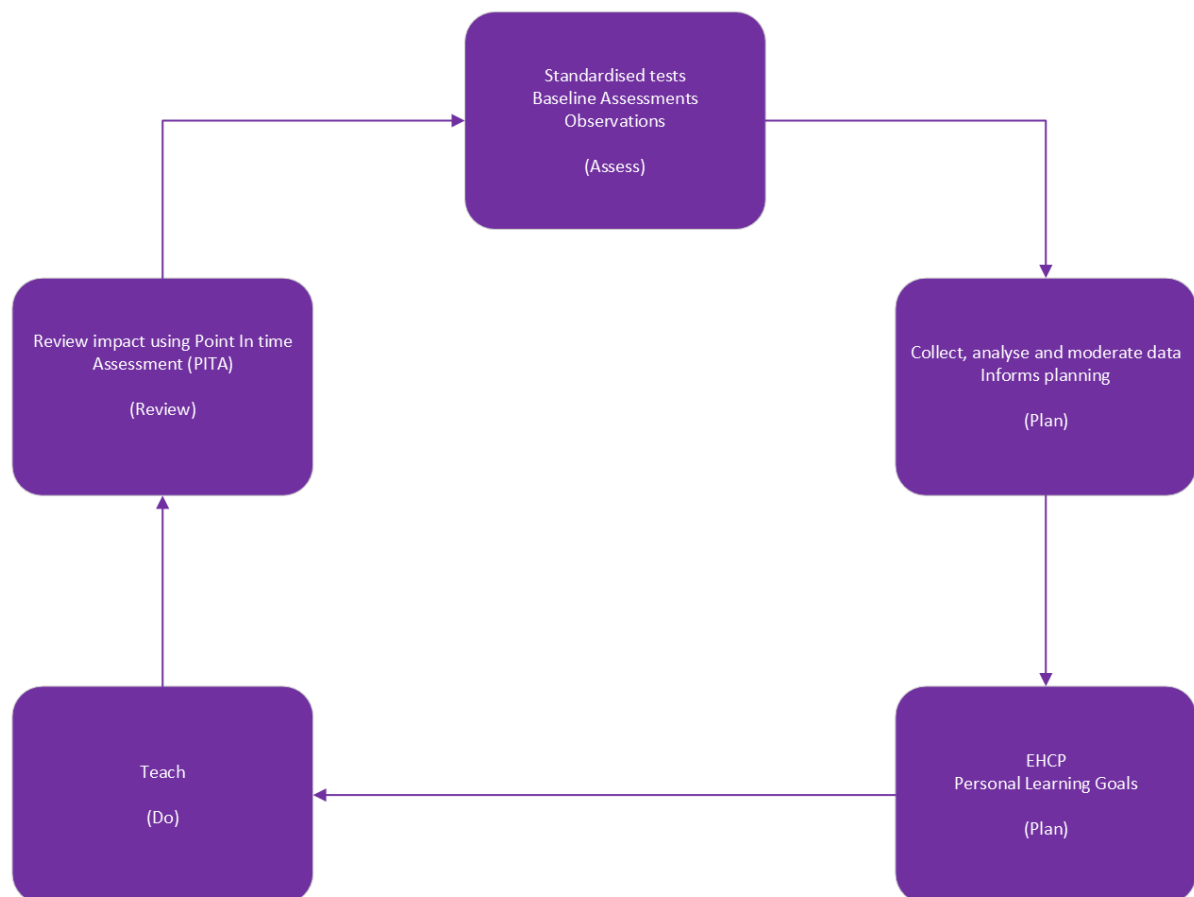 Standardised tests
Baseline Assessments
Observations
(Assess)
Collect, analyse and moderate data
Informs planning
(Plan)
EHCP
Personal Learning Goals
(Plan)
Teach
(Do)
Review impact using Point In time
Assessment (PITA)
(Review)